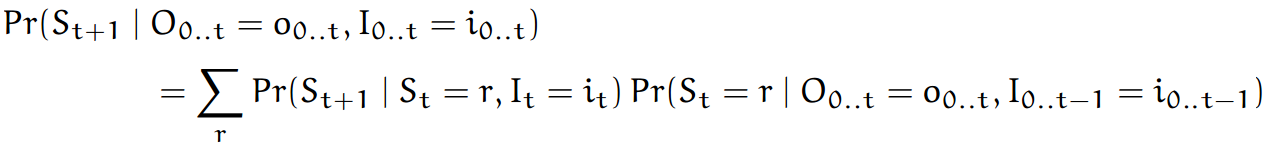 Pr(S_{t+1} | O_{0..t} = o_{0..t}, I_{0..t} = i_{0..t})
= ∑_r Pr(S_{t+1} | S_t = r, I_t = i_t) Pr(S_t = r | O_{0..t} = o_{0..t}, I_{0..t−1} = i_{0..t−1})